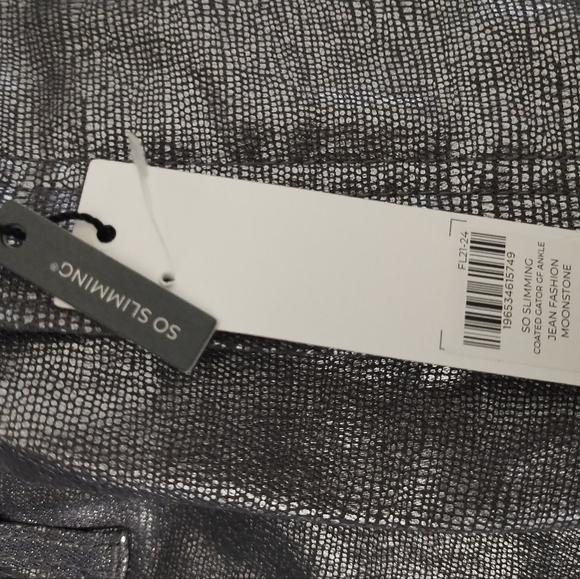 SO SLIMMING®
FL21-24
196534615749
SO SLIMMING
COATED GATOR GF ANKLE
JEAN FASHION
MOONSTONE